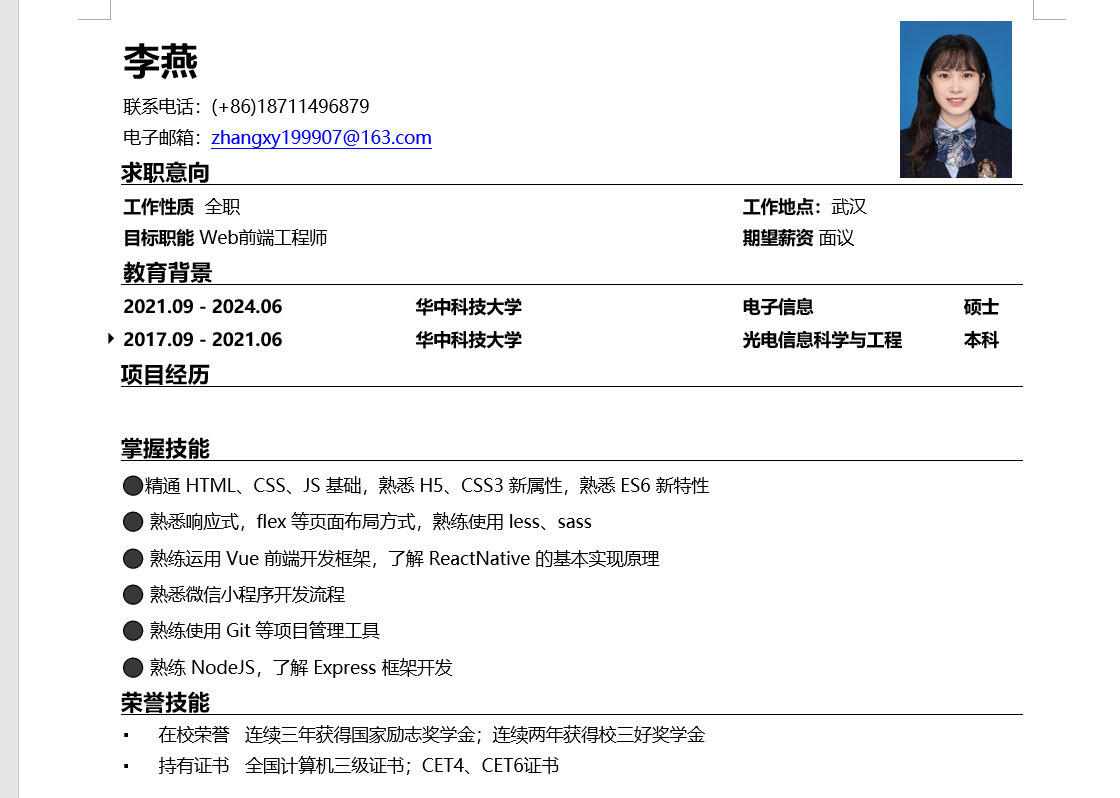 李燕
联系电话：(+86)18711496879
电子邮箱：zhangxy199907@163.com
求职意向
工作性质 全职 工作地点：武汉
目标职能 Web前端工程师 期望薪资 面议
教育背景
2021.09 - 2024.06 华中科技大学 电子信息 硕士
2017.09 - 2021.06 华中科技大学 光电信息科学与工程 本科
项目经历
掌握技能
●精通 HTML、CSS、JS 基础，熟悉 H5、CSS3 新属性，熟悉 ES6 新特性
● 熟悉响应式，flex 等页面布局方式，熟练使用 less、sass
● 熟练运用 Vue 前端开发框架，了解 ReactNative 的基本实现原理
● 熟悉微信小程序开发流程
● 熟练使用 Git 等项目管理工具
● 熟练 NodeJS，了解 Express 框架开发
荣誉技能
▪ 在校荣誉 连续三年获得国家励志奖学金；连续两年获得校三好奖学金
▪ 持有证书 全国计算机三级证书；CET4、CET6证书